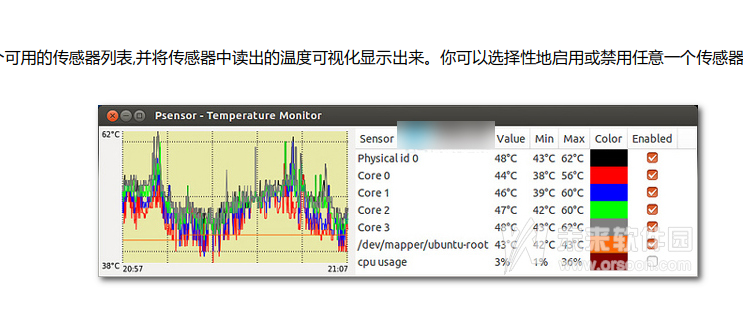 个可用的传感器列表,并将传感器中读出的温度可视化显示出来。你可以选择性地启用或禁用任意一个传感器
Psensor - Temperature Monitor
62°C
38°C
20:57 21:07
Sensor Value Min Max Color Enabled
Physical id 0 48°C 43°C 62°C
Core 0 44°C 38°C 56°C
Core 1 46°C 39°C 60°C
Core 2 47°C 42°C 60°C
Core 3 48°C 43°C 62°C
/dev/mapper/ubuntu-root 43°C 42°C 43°C
cpu usage 3% 1% 36%
未来软件园
www.orsoon.com